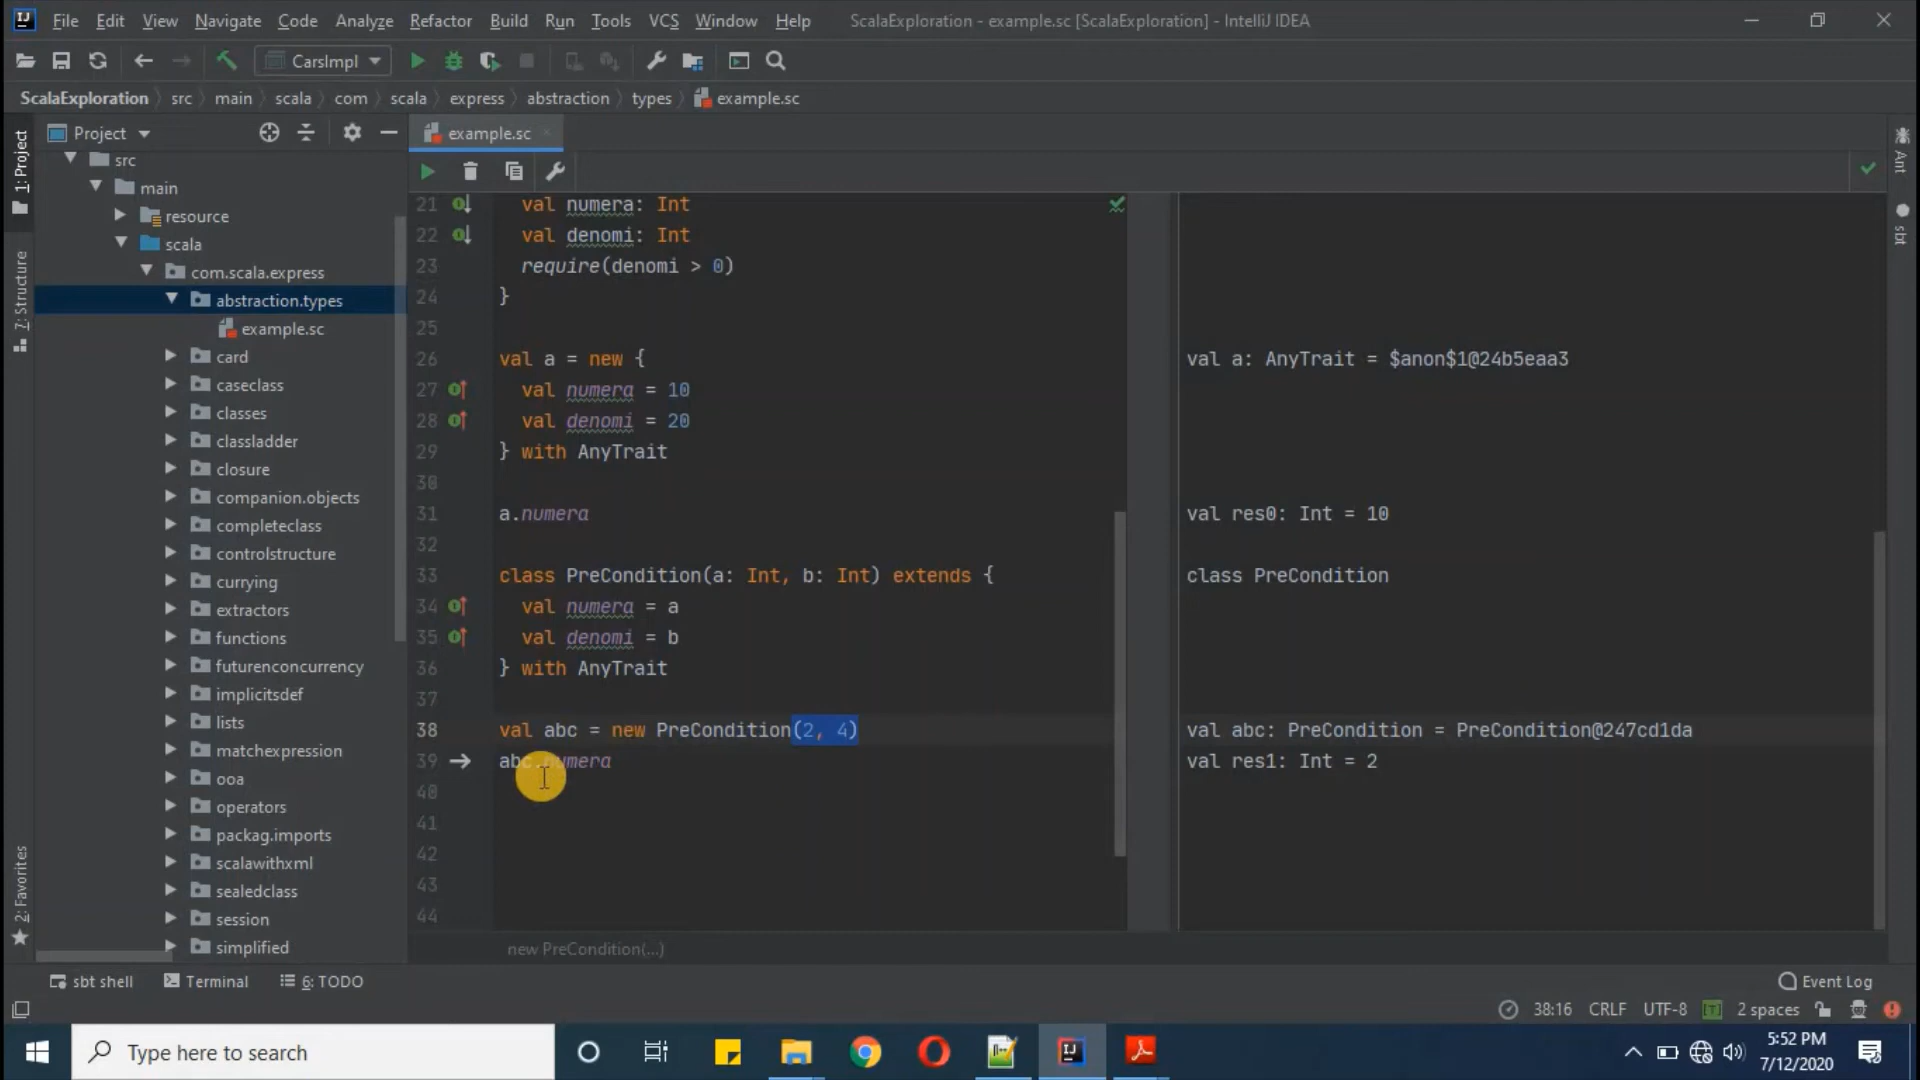 File Edit View Navigate Code Analyze Refactor Build Run Tools VCS Window Help ScalaExploration - example.sc [ScalaExploration] - IntelliJ IDEA
CarsImpl
ScalaExploration src main scala com scala express abstraction types example.sc
Project example.sc
1: Project
7: Structure
2: Favorites
src
main
resource
scala
com.scala.express
abstraction.types
example.sc
card
caseclass
classes
classladder
closure
companion.objects
completeclass
controlstructure
currying
extractors
functions
futurenconcurrency
implicitsdef
lists
matchexpression
ooa
operators
packag.imports
scalawithxml
sealedclass
session
simplified
21 val numera: Int
22 val denomi: Int
23 require(denomi > 0)
24 }
25
26 val a = new {
27 val numera = 10
28 val denomi = 20
29 } with AnyTrait
30
31 a.numera
32
33 class PreCondition(a: Int, b: Int) extends {
34 val numera = a
35 val denomi = b
36 } with AnyTrait
37
38 val abc = new PreCondition(2, 4)
39 abc.numera
40
41
42
43
44
new PreCondition(...)
val a: AnyTrait = $anon$1@24b5eaa3
val res0: Int = 10
class PreCondition
val abc: PreCondition = PreCondition@247cd1da
val res1: Int = 2
Ant
sbt
sbt shell Terminal 6: TODO Event Log
38:16 CRLF UTF-8 [T] 2 spaces
Type here to search
5:52 PM
7/12/2020